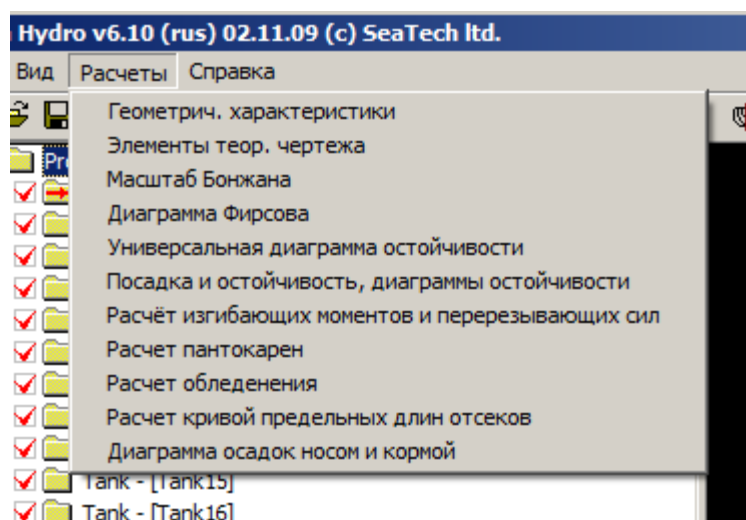 Hydro v6.10 (rus) 02.11.09 (c) SeaTech ltd.
Вид Расчеты Справка
Геометрич. характеристики
Элементы теор. чертежа
Масштаб Бонжана
Диаграмма Фирсова
Универсальная диаграмма остойчивости
Посадка и остойчивость, диаграммы остойчивости
Расчёт изгибающих моментов и перерезывающих сил
Расчет пантокарен
Расчет обледенения
Расчет кривой предельных длин отсеков
Диаграмма осадок носом и кормой
Tank - [Tank15]
Tank - [Tank16]